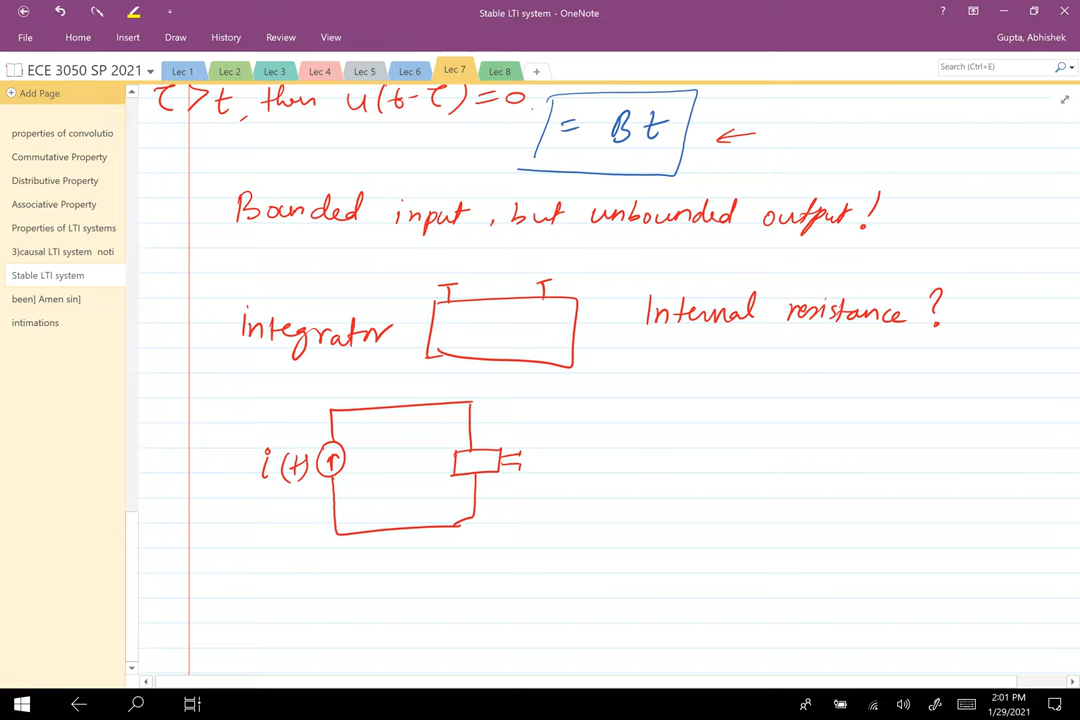 Stable LTI system - OneNote
?
File
Home
Insert
Draw
History
Review
View
Gupta, Abhishek
ECE 3050 SP 2021
Lec 1
Lec 2
Lec 3
Lec 4
Lec 5
Lec 6
Lec 7
Lec 8
Search (Ctrl+E)
Add Page
properties of convolutio
Commutative Property
Distributive Property
Associative Property
Properties of LTI systems
3)causal LTI system noti
Stable LTI system
been] Amen sin]
intimations
τ > t, then u(t-τ) = 0.
= Bt
Bounded input, but unbounded output!
integrator
Internal resistance?
i(t)
2:01 PM
1/29/2021